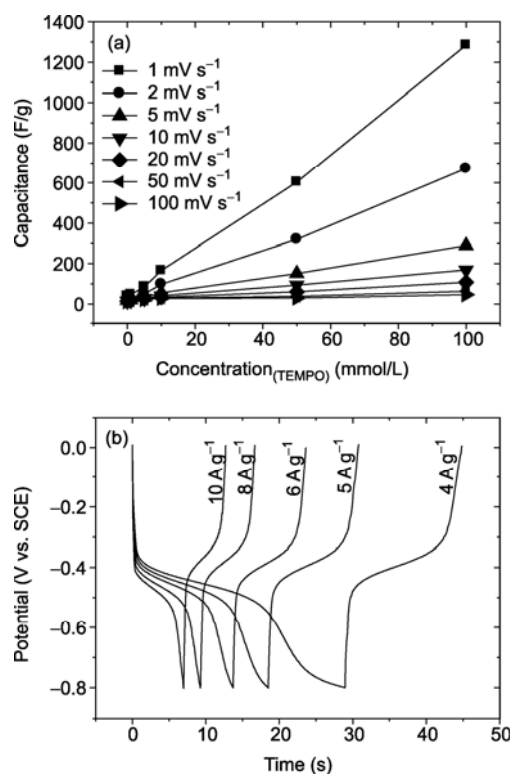 (a)
1 mV s⁻¹
2 mV s⁻¹
5 mV s⁻¹
10 mV s⁻¹
20 mV s⁻¹
50 mV s⁻¹
100 mV s⁻¹
Capacitance (F/g)
1400
1200
1000
800
600
400
200
0
0 20 40 60 80 100
Concentration(TEMPO) (mmol/L)
(b)
10 A g⁻¹
8 A g⁻¹
6 A g⁻¹
5 A g⁻¹
4 A g⁻¹
Potential (V vs. SCE)
0.0
−0.2
−0.4
−0.6
−0.8
0 10 20 30 40 50
Time (s)